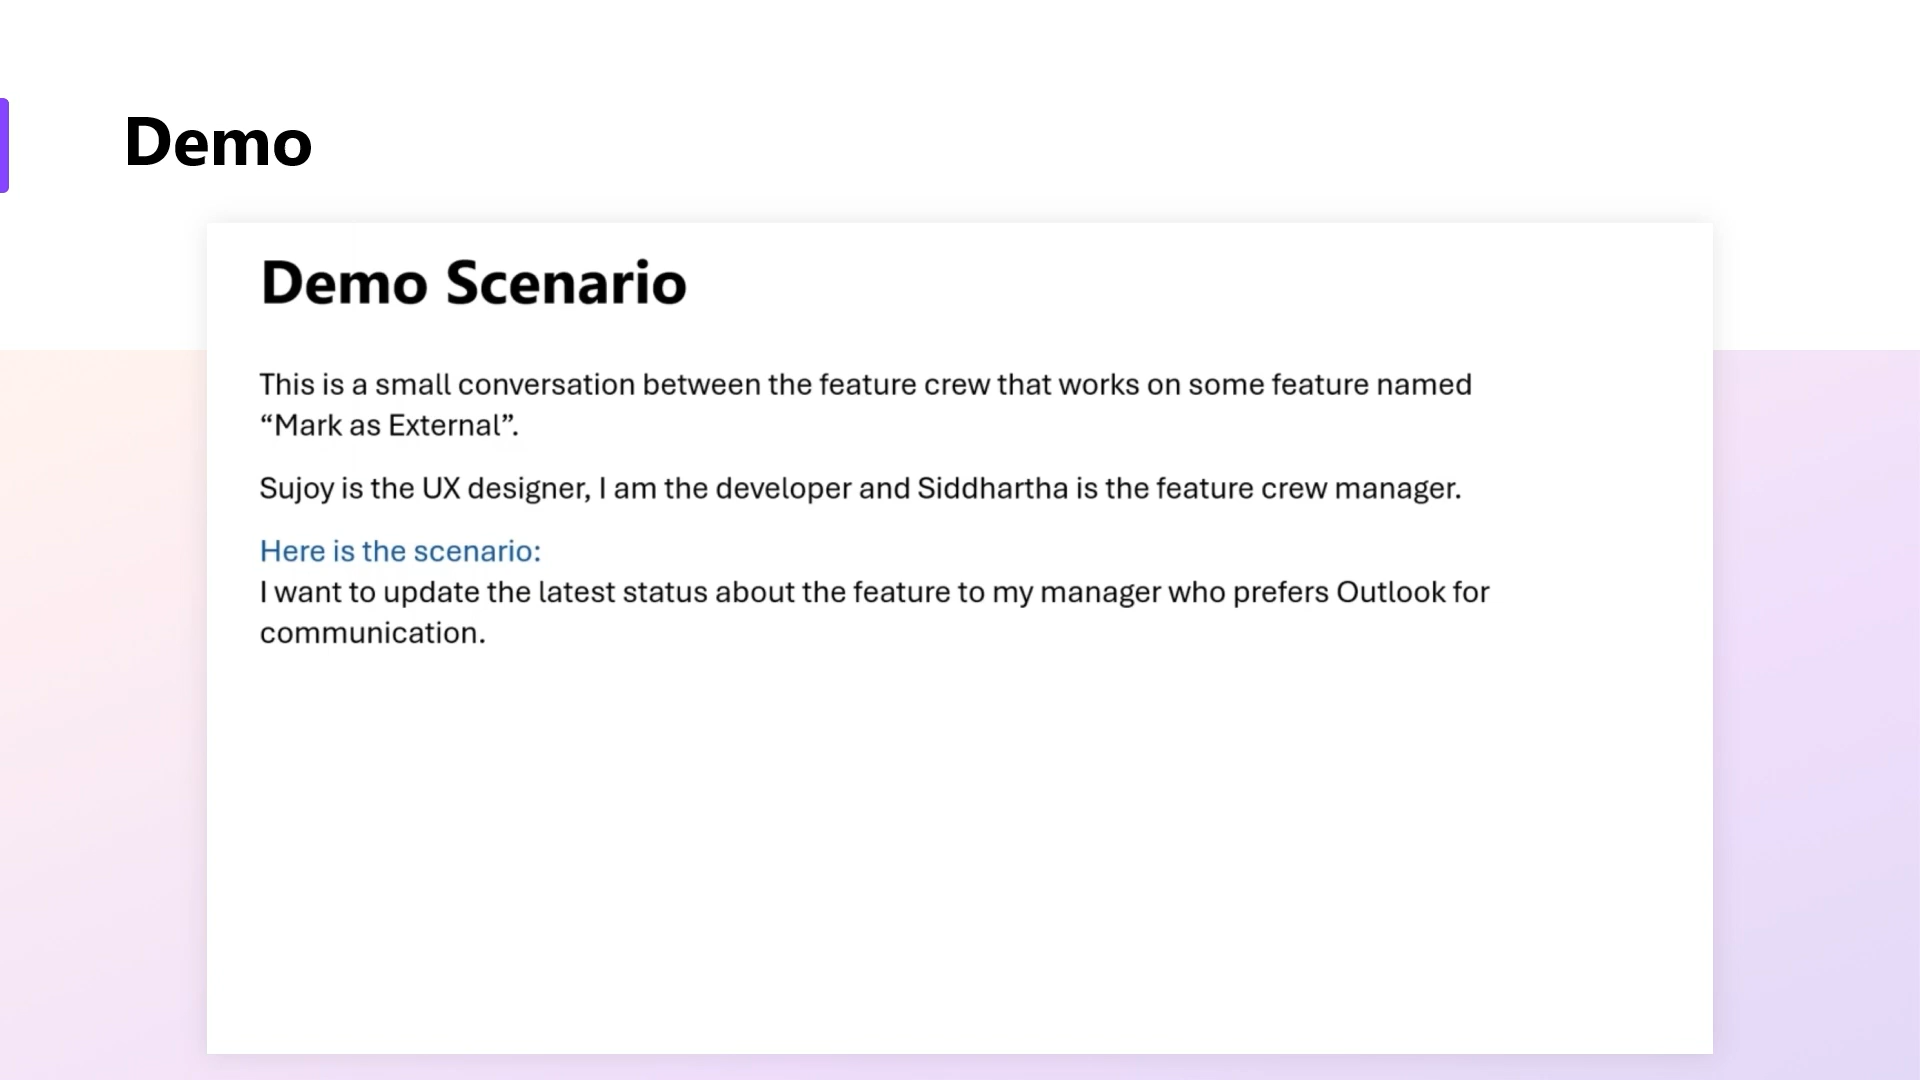 Demo
Demo Scenario
This is a small conversation between the feature crew that works on some feature named
“Mark as External”.
Sujoy is the UX designer, I am the developer and Siddhartha is the feature crew manager.
Here is the scenario:
I want to update the latest status about the feature to my manager who prefers Outlook for
communication.